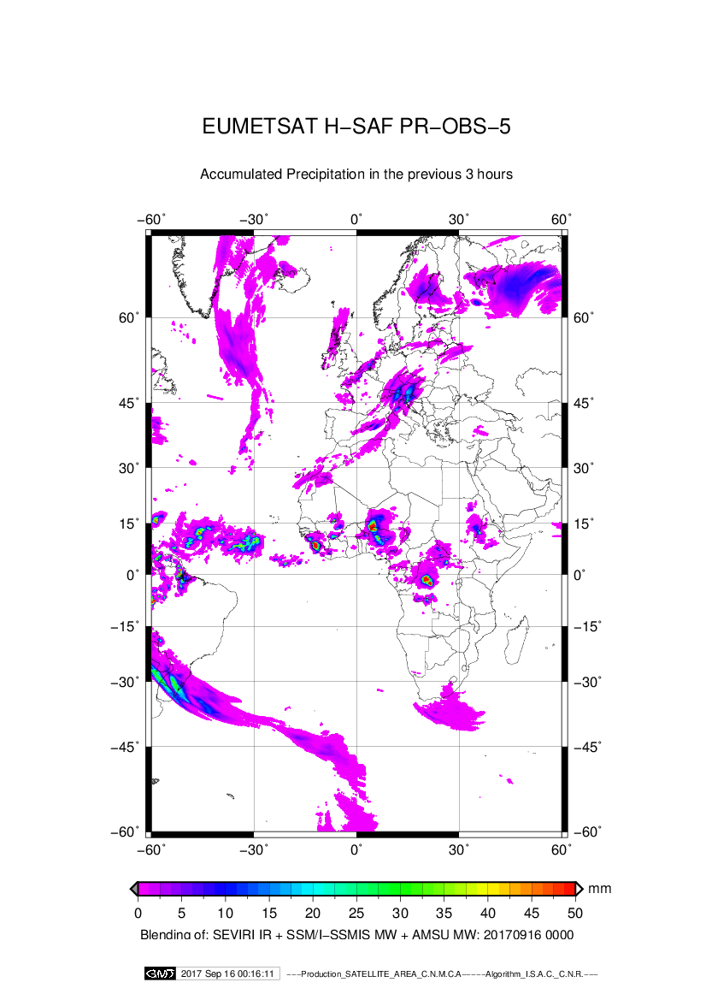 EUMETSAT H−SAF PR−OBS−5
Accumulated Precipitation in the previous 3 hours
−60˚ −30˚ 0˚ 30˚ 60˚
60˚ 60˚
45˚ 45˚
30˚ 30˚
15˚ 15˚
0˚ 0˚
−15˚ −15˚
−30˚ −30˚
−45˚ −45˚
−60˚ −60˚
−60˚ −30˚ 0˚ 30˚ 60˚
mm
0 5 10 15 20 25 30 35 40 45 50
Blending of: SEVIRI IR + SSM/I−SSMIS MW + AMSU MW: 20170916 0000
GMT 2017 Sep 16 00:16:11 −−−Production_SATELLITE_AREA_C.N.M.C.A−−−−−Algorithm_I.S.A.C._C.N.R.−−−